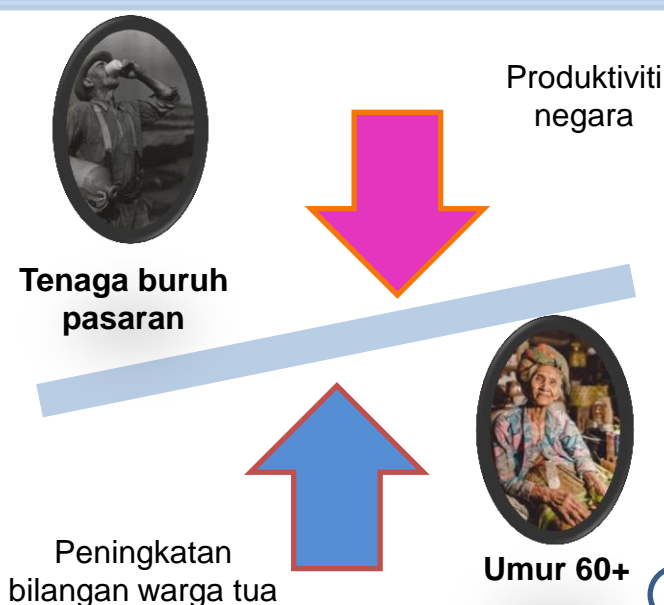 Produktiviti
negara
Tenaga buruh
pasaran
Peningkatan
bilangan warga tua
Umur 60+